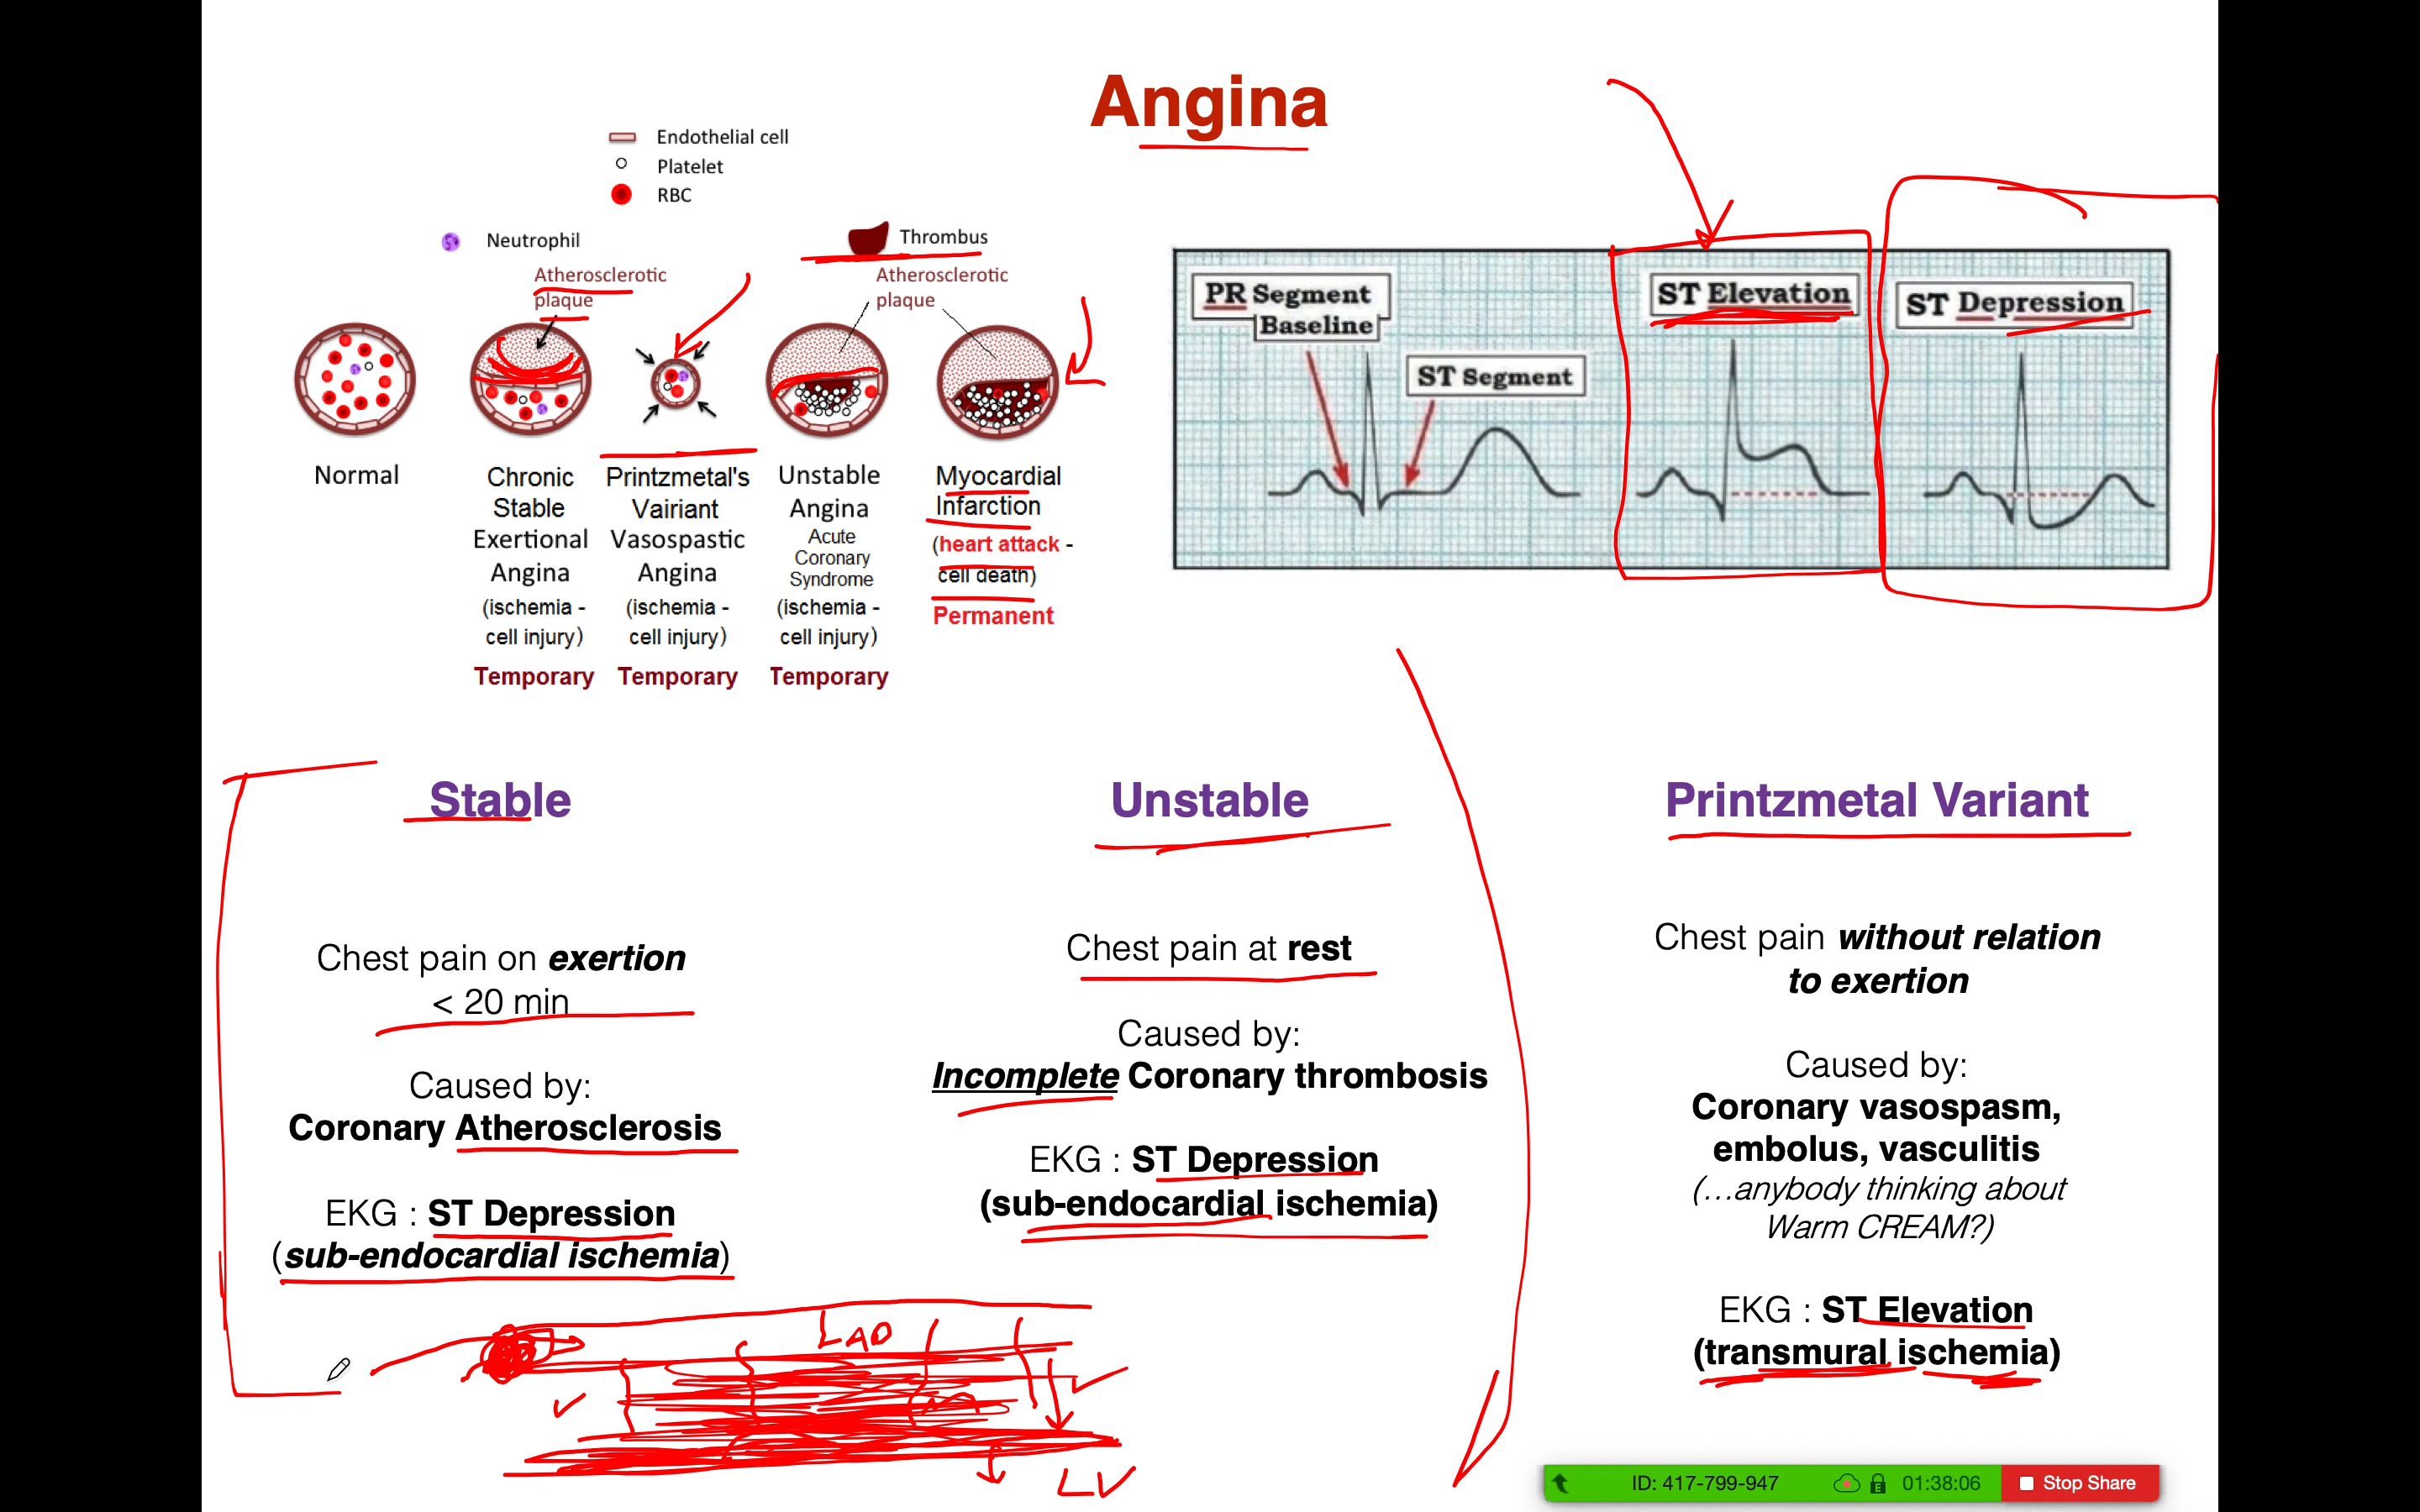 Angina
Endothelial cell
Platelet
RBC
Neutrophil
Thrombus
Atherosclerotic
plaque
Atherosclerotic
plaque
Normal
Chronic
Stable
Exertional
Angina
(ischemia -
cell injury)
Temporary
Printzmetal's
Vairiant
Vasospastic
Angina
(ischemia -
cell injury)
Temporary
Unstable
Angina
Acute
Coronary
Syndrome
(ischemia -
cell injury)
Temporary
Myocardial
Infarction
(heart attack -
cell death)
Permanent
PR Segment
Baseline
ST Segment
ST Elevation
ST Depression
Stable
Chest pain on exertion
< 20 min
Caused by:
Coronary Atherosclerosis
EKG : ST Depression
(sub-endocardial ischemia)
Unstable
Chest pain at rest
Caused by:
Incomplete Coronary thrombosis
EKG : ST Depression
(sub-endocardial ischemia)
Printzmetal Variant
Chest pain without relation
to exertion
Caused by:
Coronary vasospasm,
embolus, vasculitis
(...anybody thinking about
Warm CREAM?)
EKG : ST Elevation
(transmural ischemia)
LAD
LV
ID: 417-799-947
E
01:38:06
Stop Share